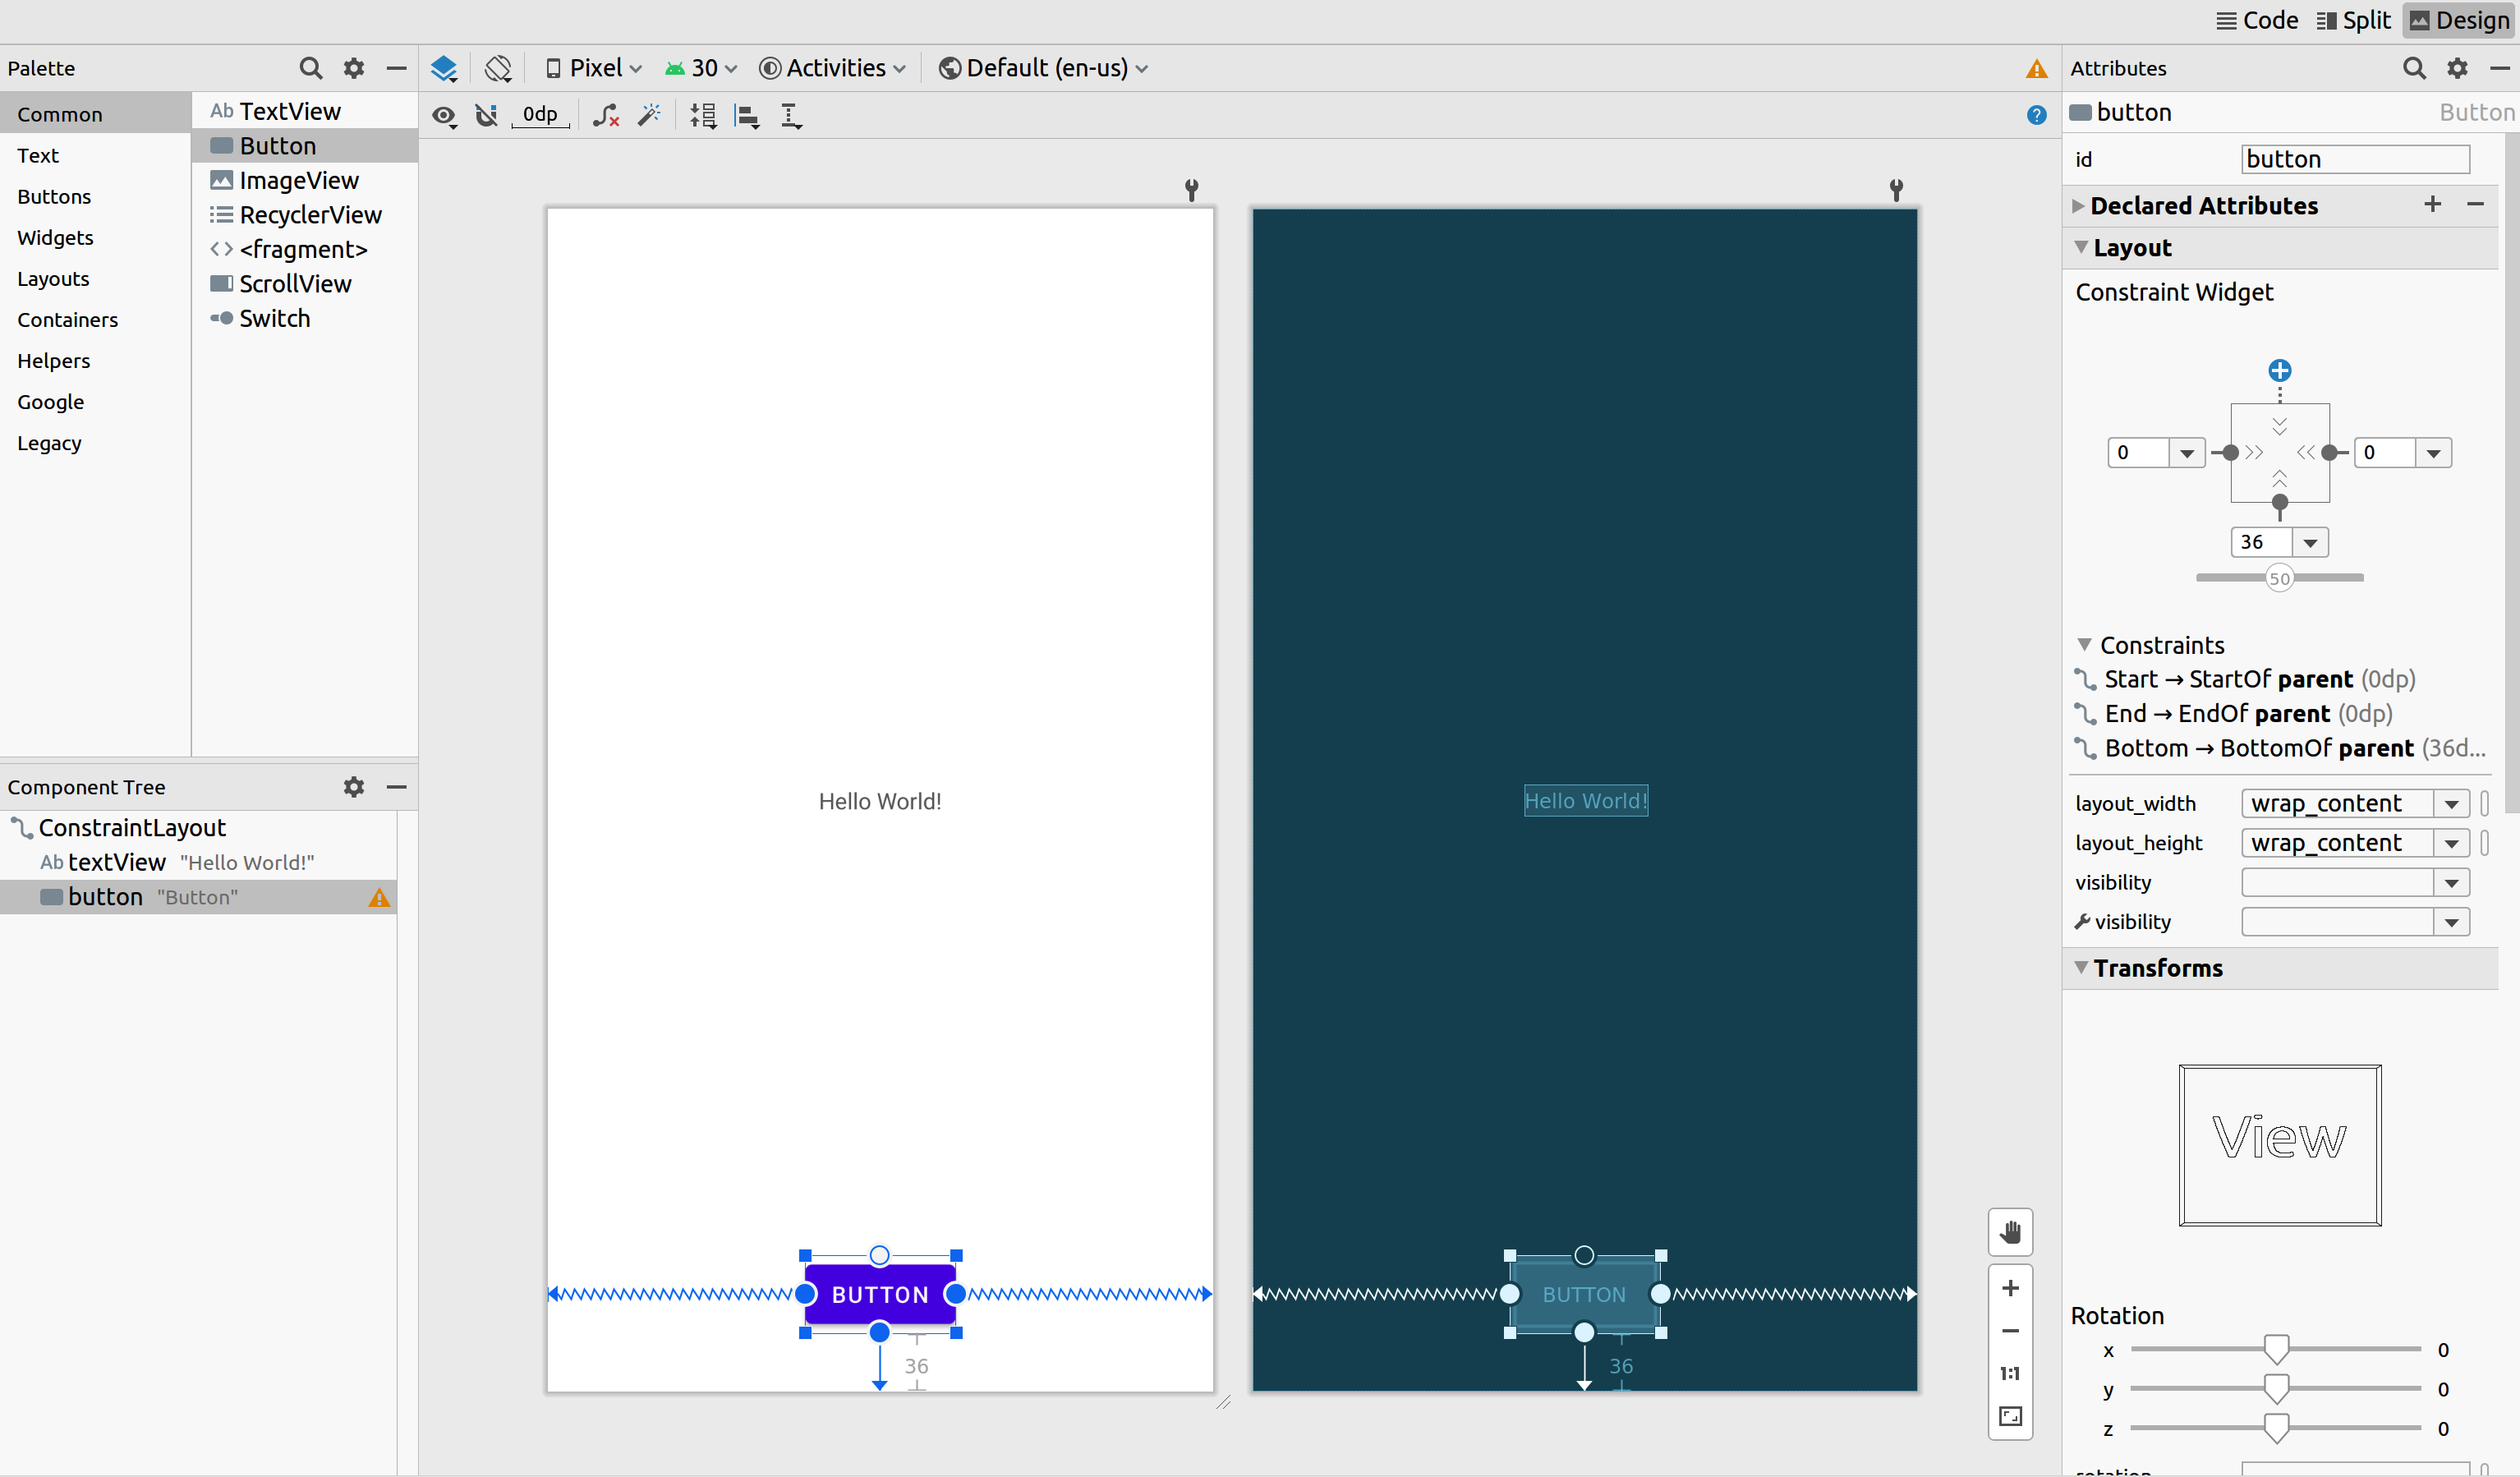 Code Split Design
Palette
Pixel 30 Activities Default (en-us)
Attributes
0dp
Common
Text
Buttons
Widgets
Layouts
Containers
Helpers
Google
Legacy
Ab TextView
Button
ImageView
RecyclerView
<fragment>
ScrollView
Switch
Component Tree
ConstraintLayout
Ab textView "Hello World!"
button "Button"
Hello World!
BUTTON
36
Hello World!
BUTTON
36
1:1
button Button
id button
Declared Attributes
Layout
Constraint Widget
0 0
36
50
Constraints
Start → StartOf parent (0dp)
End → EndOf parent (0dp)
Bottom → BottomOf parent (36d...
layout_width wrap_content
layout_height wrap_content
visibility
visibility
Transforms
View
Rotation
x 0
y 0
z 0
rotation